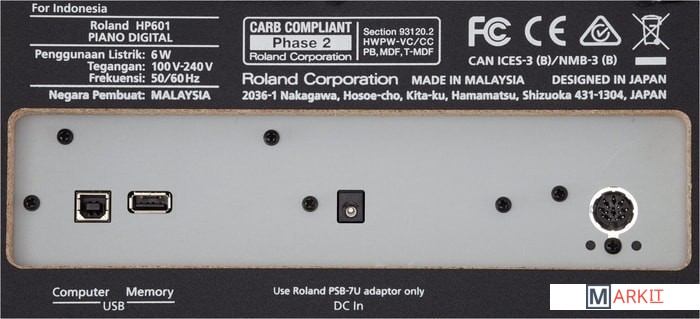 For Indonesia
Roland HP601
PIANO DIGITAL
Penggunaan Listrik: 6 W
Tegangan: 100 V-240 V
Frekuensi: 50/60 Hz
Negara Pembuat: MALAYSIA
CARB COMPLIANT
Phase 2
Roland Corporation
Section 93120.2
HWPW-VC/CC
PB, MDF, T-MDF
FC CE
CAN ICES-3 (B)/NMB-3 (B)
Roland Corporation MADE IN MALAYSIA DESIGNED IN JAPAN
2036-1 Nakagawa, Hosoe-cho, Kita-ku, Hamamatsu, Shizuoka 431-1304, JAPAN
Computer Memory
USB
Use Roland PSB-7U adaptor only
DC In
MARKIT